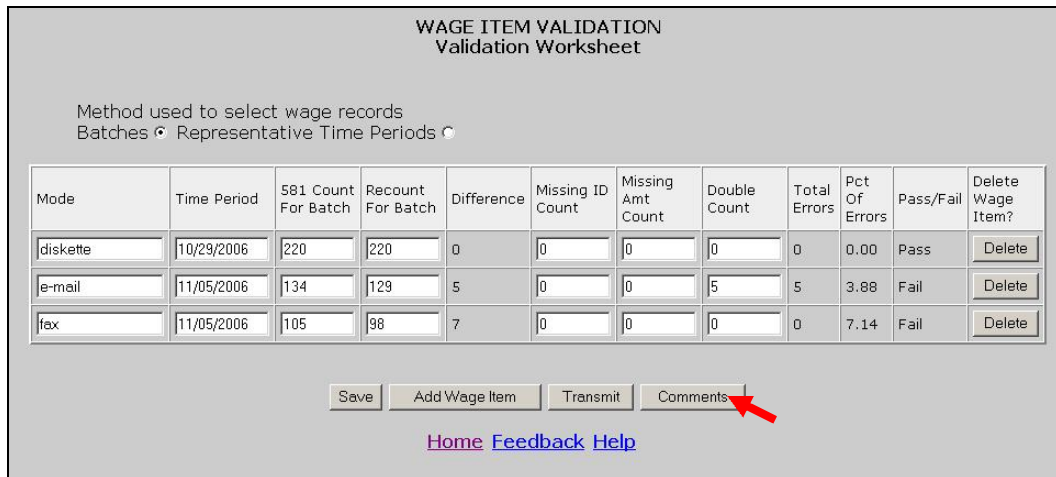 WAGE ITEM VALIDATION
Validation Worksheet
Method used to select wage records
Batches Representative Time Periods
Mode Time Period 581 Count For Batch Recount For Batch Difference Missing ID Count Missing Amt Count Double Count Total Errors Pct Of Errors Pass/Fail Delete Wage Item?
diskette 10/29/2006 220 220 0 0 0 0 0 0.00 Pass Delete
e-mail 11/05/2006 134 129 5 0 0 5 5 3.88 Fail Delete
fax 11/05/2006 105 98 7 0 0 0 0 7.14 Fail Delete
Save Add Wage Item Transmit Comments
Home Feedback Help